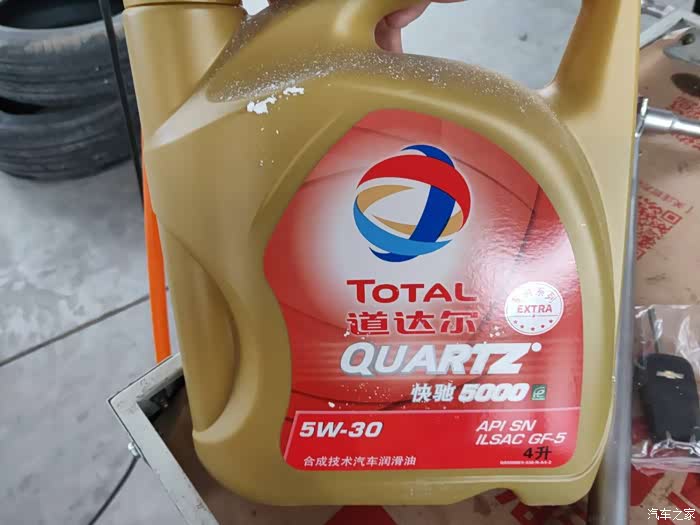 TOTAL
道达尔
EXTRA
QUARTZ
快驰 5000
5W-30
API SN
ILSAC GF-5
4升
合成技术汽车润滑油
汽车之家